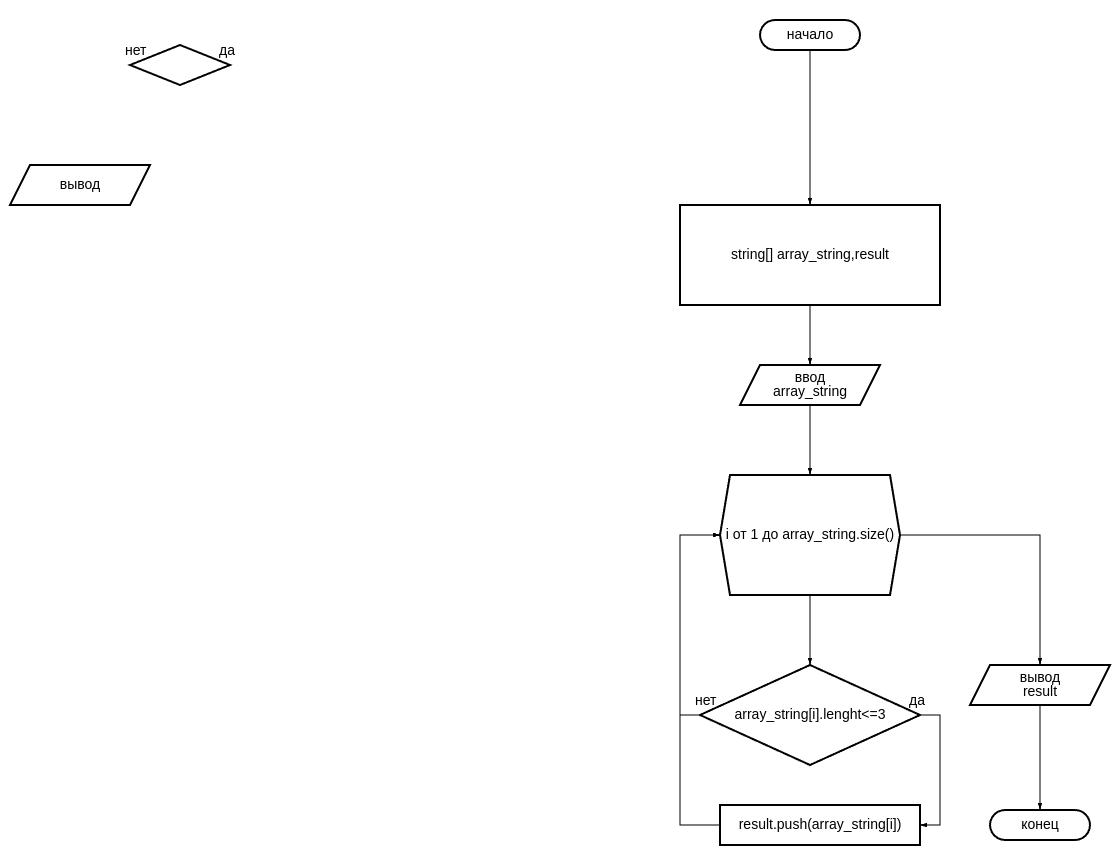 нет
да
вывод
начало
string[] array_string,result
ввод
array_string
i от 1 до array_string.size()
нет
да
array_string[i].lenght<=3
result.push(array_string[i])
вывод
result
конец